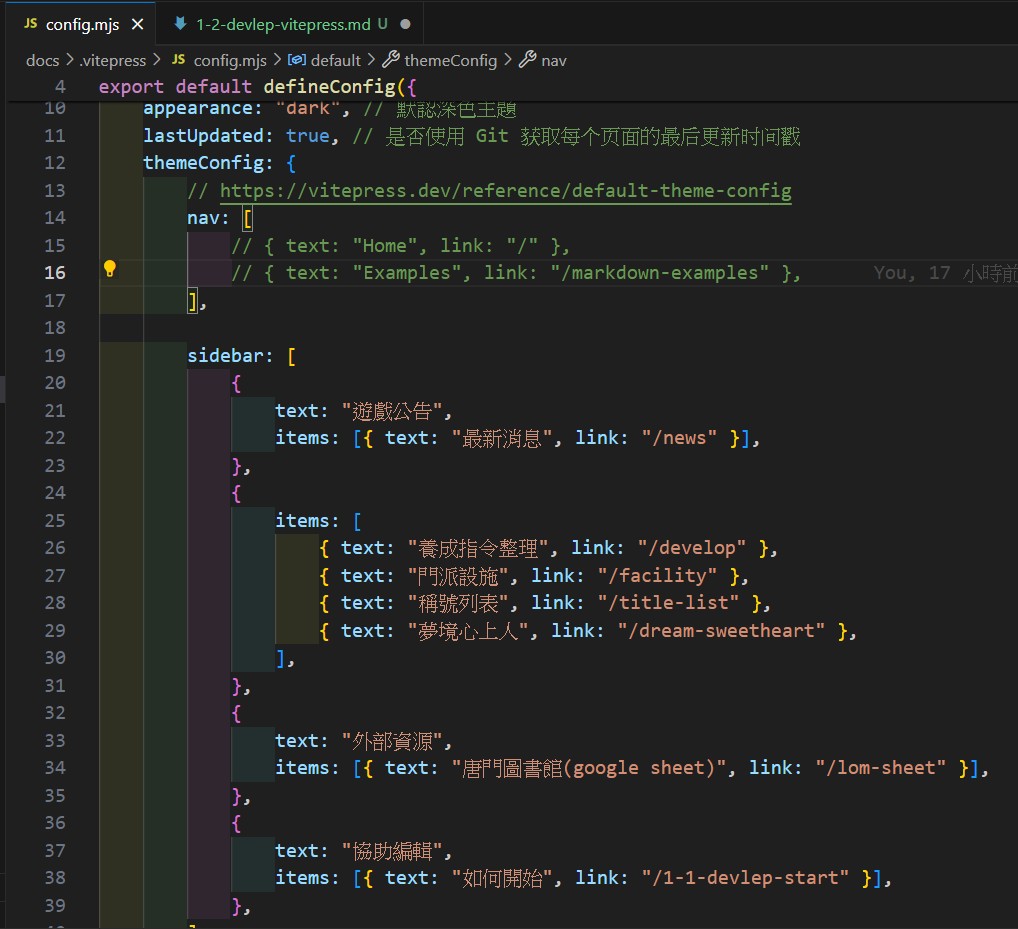 JS config.mjs × 1-2-devlep-vitepress.md U ●
docs > .vitepress > JS config.mjs > default > themeConfig > nav
4 export default defineConfig({
10 appearance: "dark", // 默認深色主題
11 lastUpdated: true, // 是否使用 Git 获取每个页面的最后更新时间戳
12 themeConfig: {
13 // https://vitepress.dev/reference/default-theme-config
14 nav: [
15 // { text: "Home", link: "/" },
16 // { text: "Examples", link: "/markdown-examples" }, You, 17 小時前
17 ],
18
19 sidebar: [
20 {
21 text: "遊戲公告",
22 items: [{ text: "最新消息", link: "/news" }],
23 },
24 {
25 items: [
26 { text: "養成指令整理", link: "/develop" },
27 { text: "門派設施", link: "/facility" },
28 { text: "稱號列表", link: "/title-list" },
29 { text: "夢境心上人", link: "/dream-sweetheart" },
30 ],
31 },
32 {
33 text: "外部資源",
34 items: [{ text: "唐門圖書館(google sheet)", link: "/lom-sheet" }],
35 },
36 {
37 text: "協助編輯",
38 items: [{ text: "如何開始", link: "/1-1-devlep-start" }],
39 },